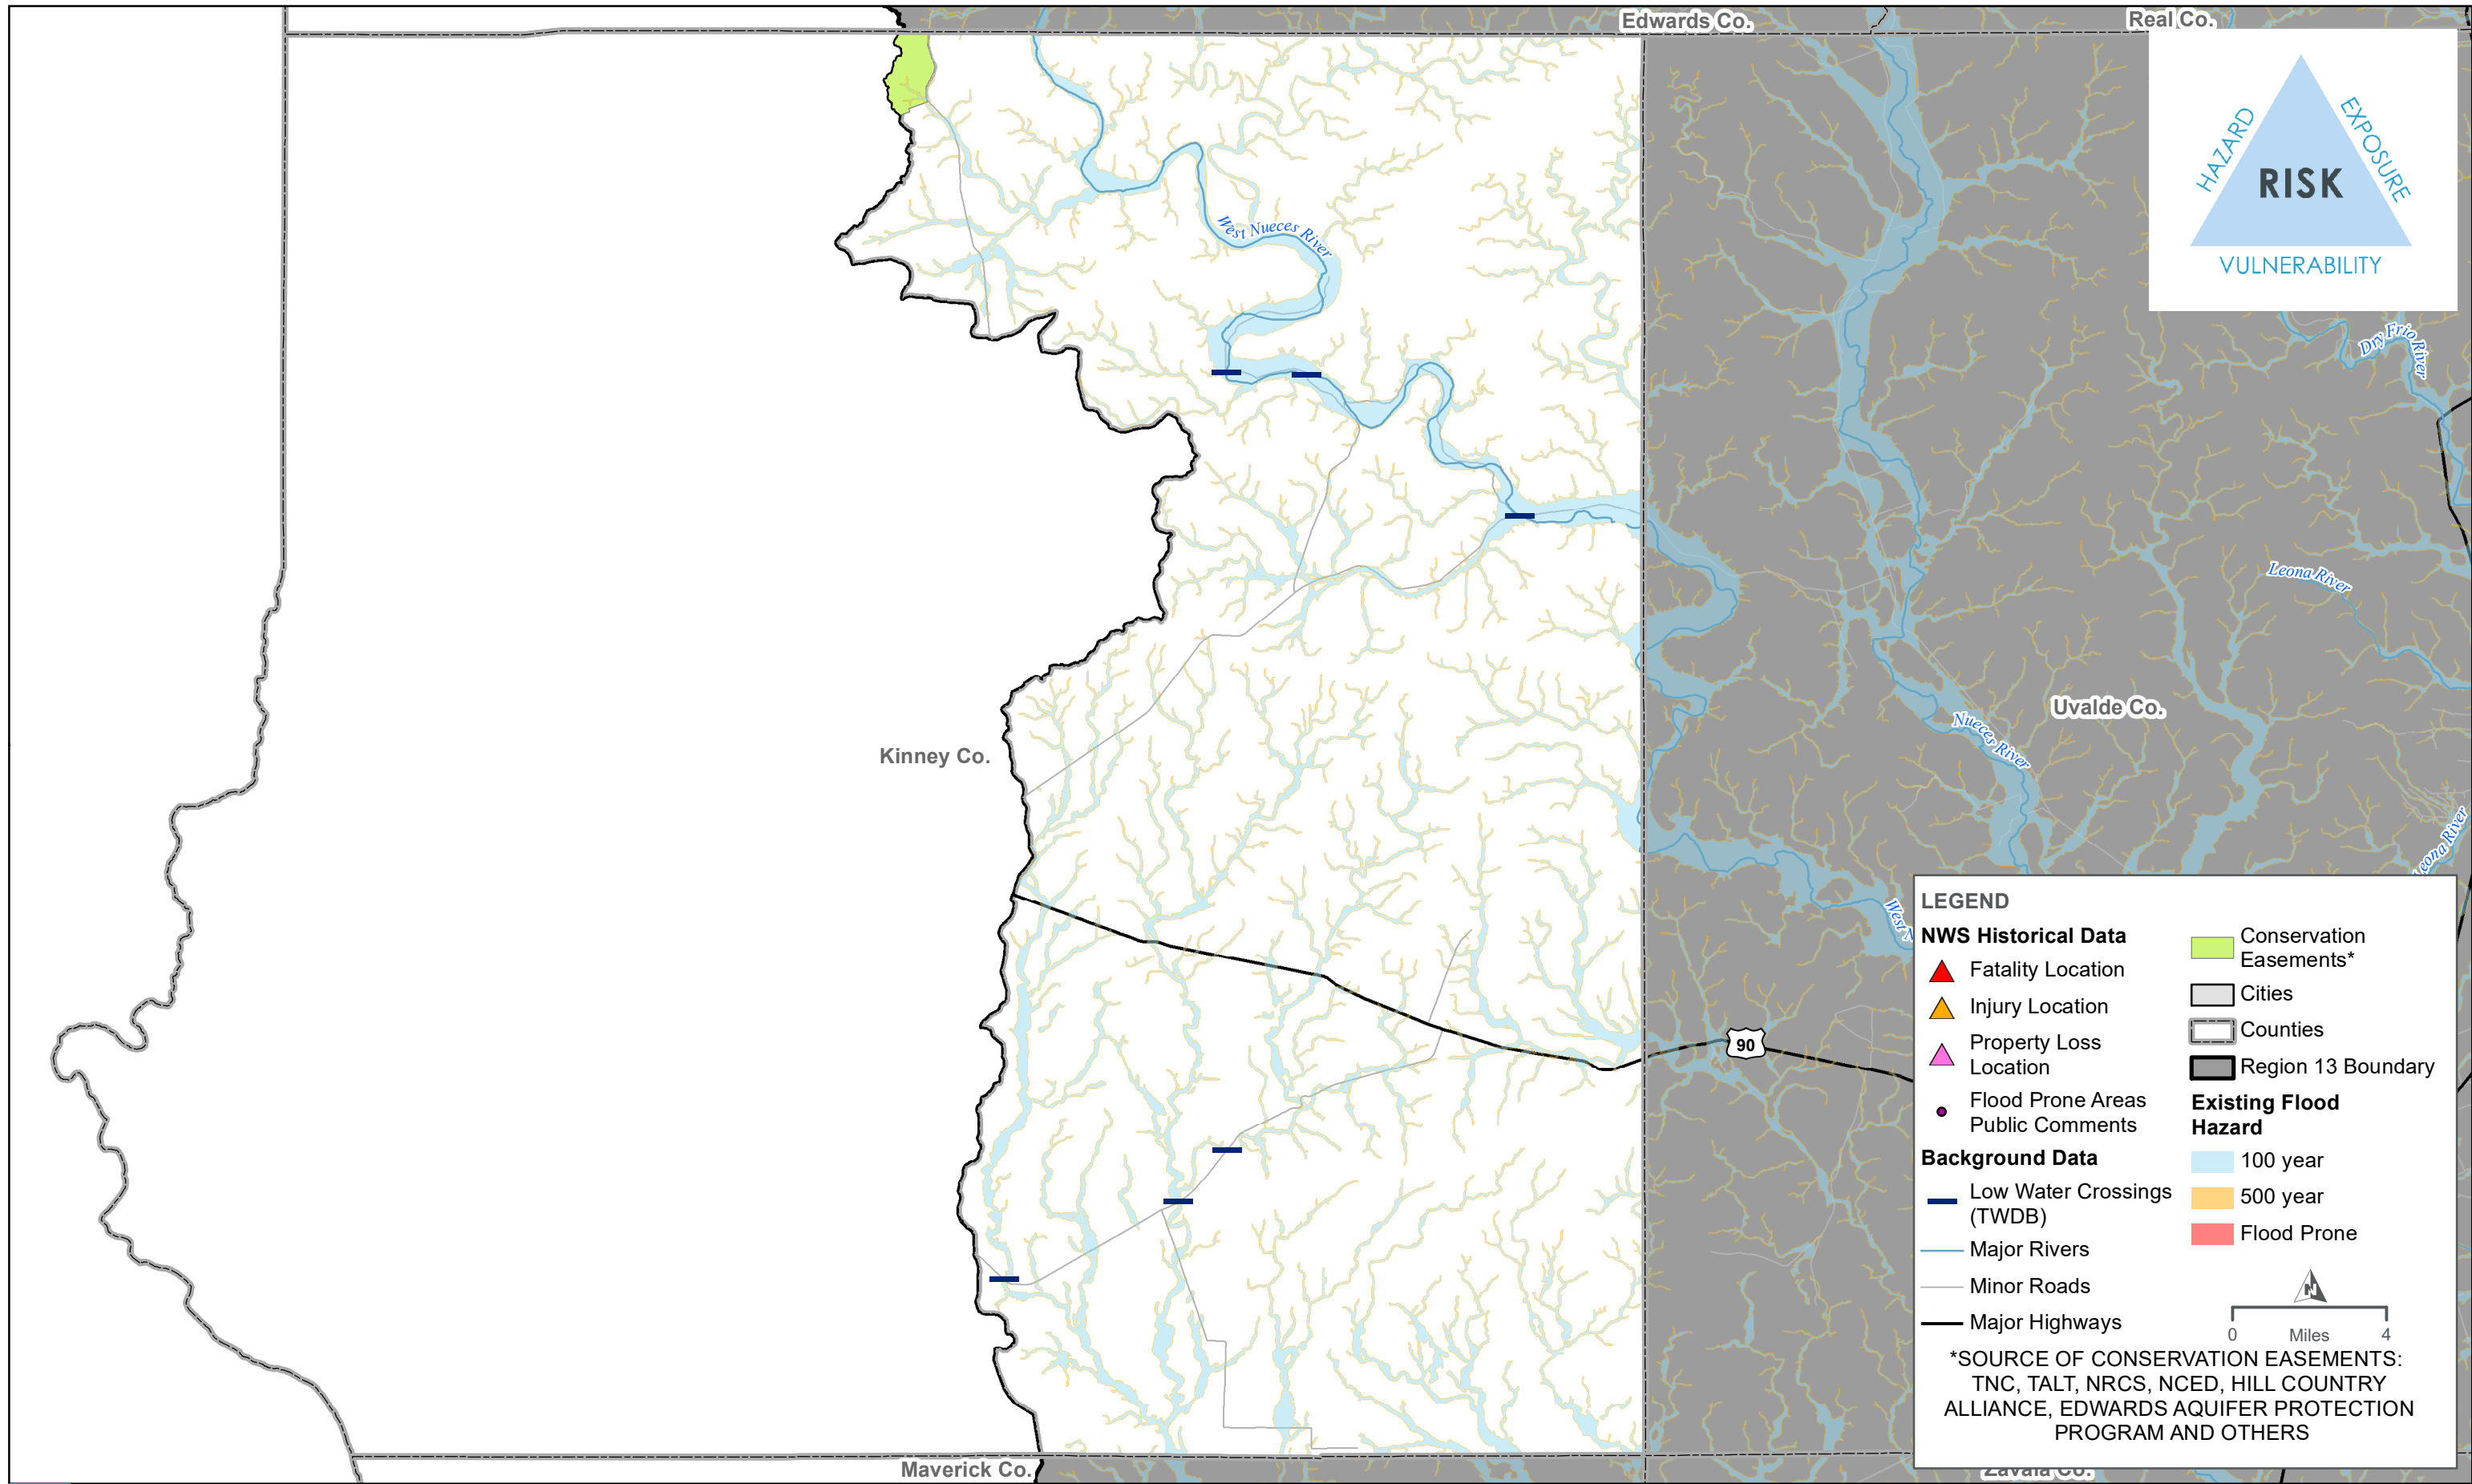 Edwards Co.
Real Co.
HAZARD
EXPOSURE
RISK
VULNERABILITY
West Nueces River
Dry Frio River
Leona River
Uvalde Co.
Nueces River
Kinney Co.
Leona River
West N
90
LEGEND
NWS Historical Data
Fatality Location
Injury Location
Property Loss
Location
Flood Prone Areas
Public Comments
Background Data
Low Water Crossings
(TWDB)
Major Rivers
Minor Roads
Major Highways
Conservation
Easements*
Cities
Counties
Region 13 Boundary
Existing Flood
Hazard
100 year
500 year
Flood Prone
N
0 Miles 4
*SOURCE OF CONSERVATION EASEMENTS:
TNC, TALT, NRCS, NCED, HILL COUNTRY
ALLIANCE, EDWARDS AQUIFER PROTECTION
PROGRAM AND OTHERS
Maverick Co.
Zavala Co.